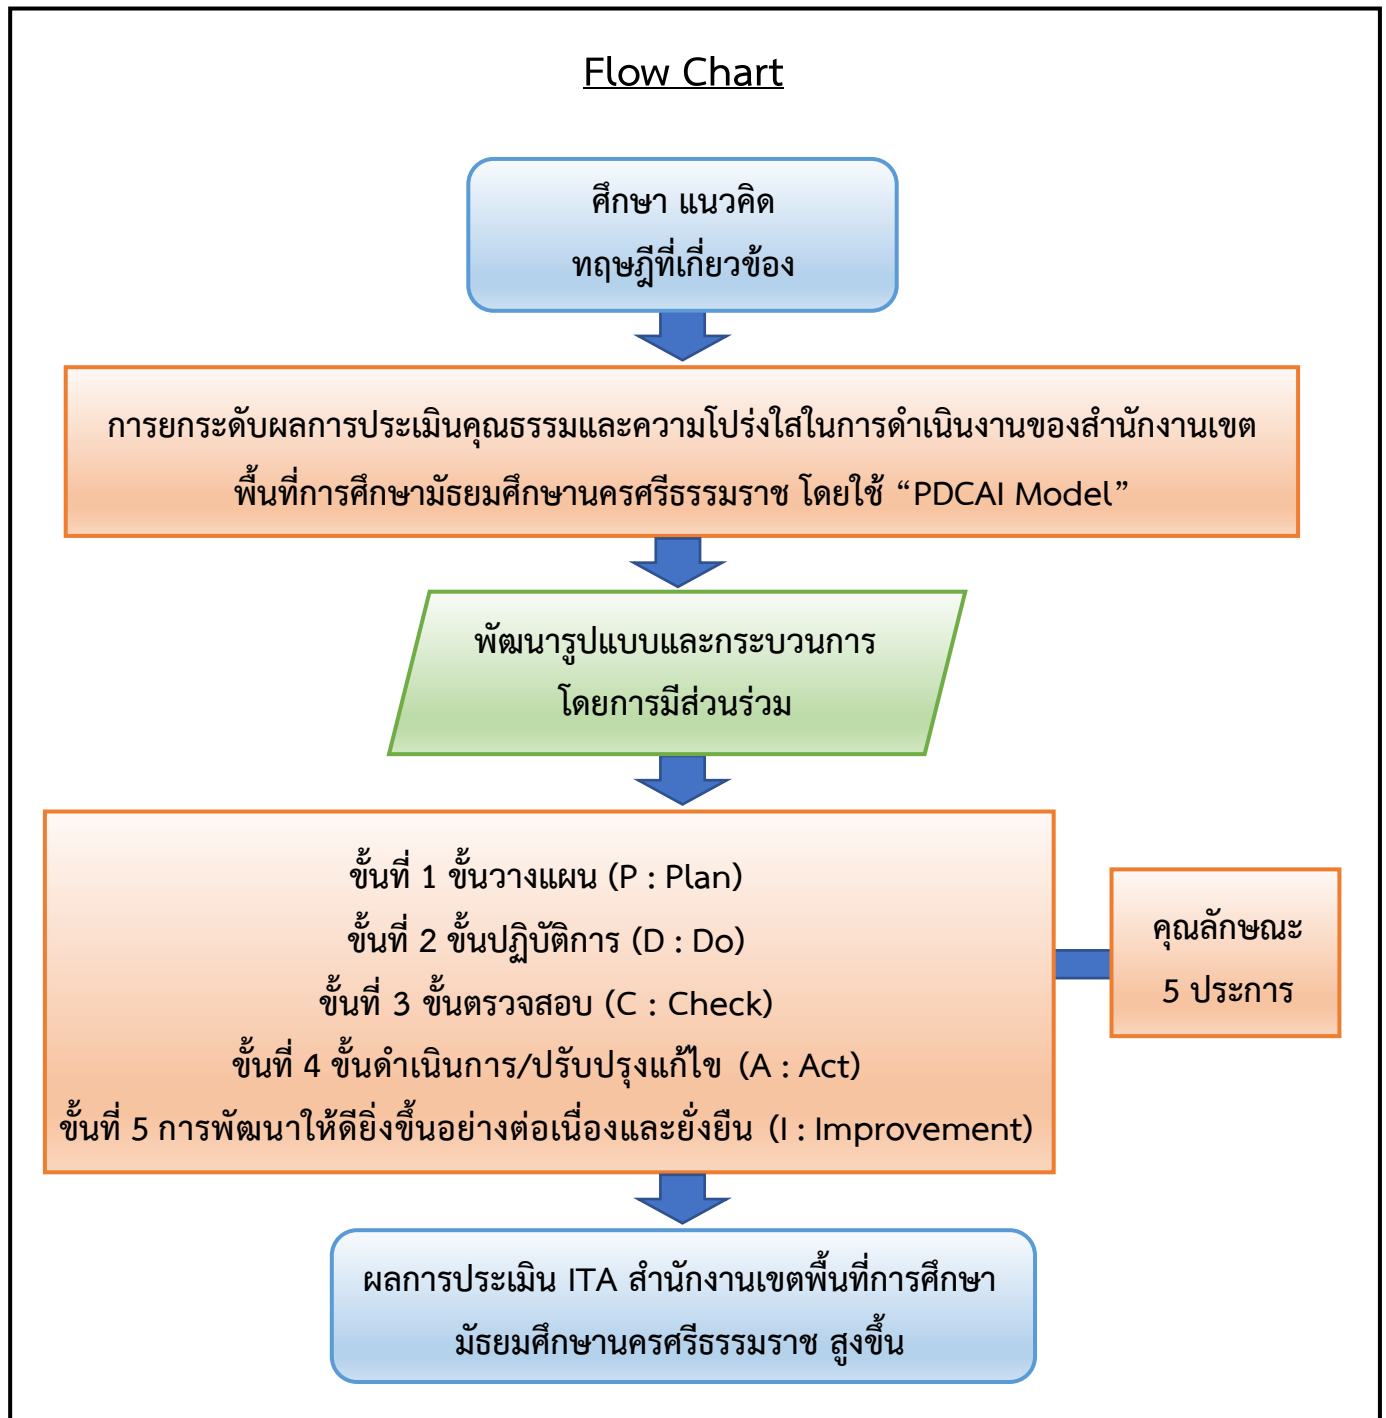 Flow Chart
ศึกษา แนวคิด
ทฤษฎีที่เกี่ยวข้อง
การยกระดับผลการประเมินคุณธรรมและความโปร่งใสในการดำเนินงานของสำนักงานเขต
พื้นที่การศึกษามัธยมศึกษานครศรีธรรมราช โดยใช้ “PDCAI Model”
พัฒนารูปแบบและกระบวนการ
โดยการมีส่วนร่วม
ขั้นที่ 1 ขั้นวางแผน (P : Plan)
ขั้นที่ 2 ขั้นปฏิบัติการ (D : Do)
ขั้นที่ 3 ขั้นตรวจสอบ (C : Check)
ขั้นที่ 4 ขั้นดำเนินการ/ปรับปรุงแก้ไข (A : Act)
ขั้นที่ 5 การพัฒนาให้ดียิ่งขึ้นอย่างต่อเนื่องและยั่งยืน (I : Improvement)
คุณลักษณะ
5 ประการ
ผลการประเมิน ITA สำนักงานเขตพื้นที่การศึกษา
มัธยมศึกษานครศรีธรรมราช สูงขึ้น